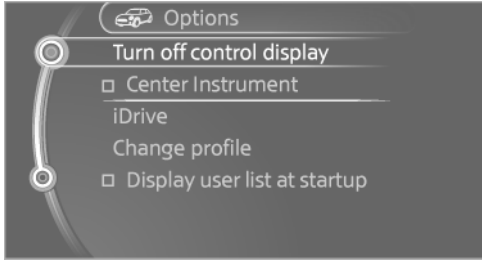 Options
Turn off control display
Center Instrument
iDrive
Change profile
Display user list at startup